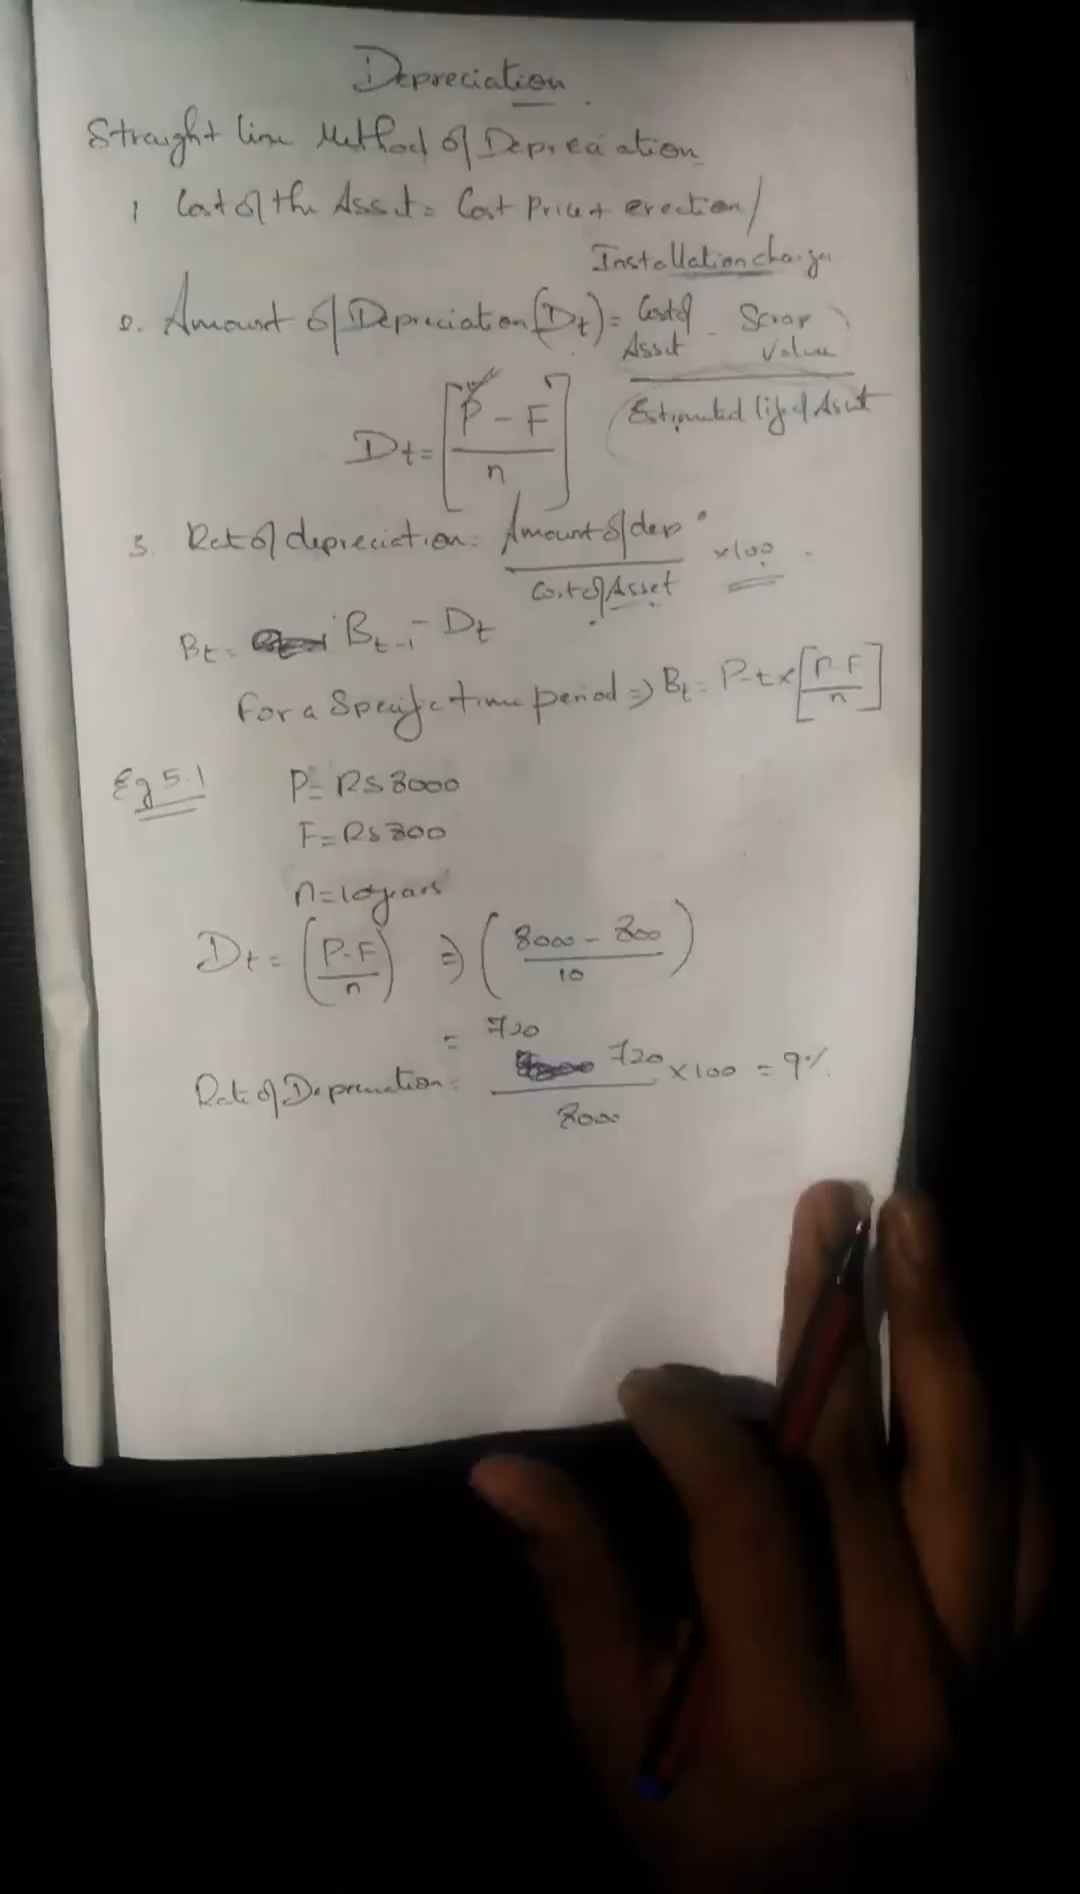 Depreciation
Straight line Method of Depreciation
1 Cost of the Asset = Cost Price + erection/
Installation charges
2. Amount of Depreciation (Dt) = Cost of Asset - Scrap Value
Estimated life of Asset
Dt = [P - F / n]
3. Rate of depreciation = Amount of dep / Cost of Asset × 100
Bt = Bt-1 - Dt
For a Specific time period => Bt = P - t × [P-F / n]
Eg 5.1 P = RS 8000
F = RS 800
n = 10 years
Dt = (P-F / n) => (8000 - 800 / 10)
= 720
Rate of Depreciation = 720 / 8000 × 100 = 9%